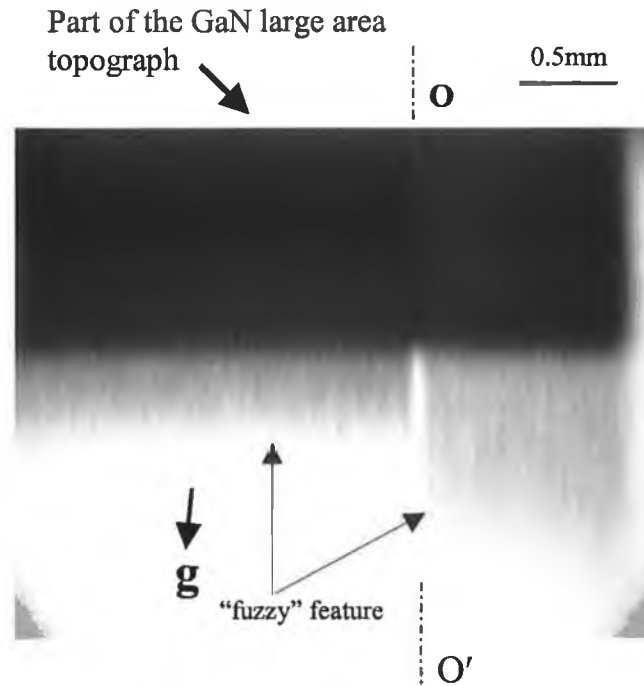 Part of the GaN large area
topograph
0.5mm
O
g
"fuzzy" feature
O'